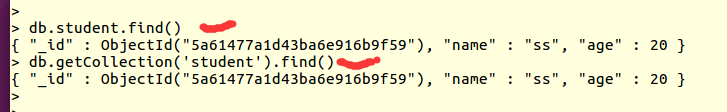 >
> db.student.find()
{ "_id" : ObjectId("5a61477a1d43ba6e916b9f59"), "name" : "ss", "age" : 20 }
> db.getCollection('student').find()
{ "_id" : ObjectId("5a61477a1d43ba6e916b9f59"), "name" : "ss", "age" : 20 }
>